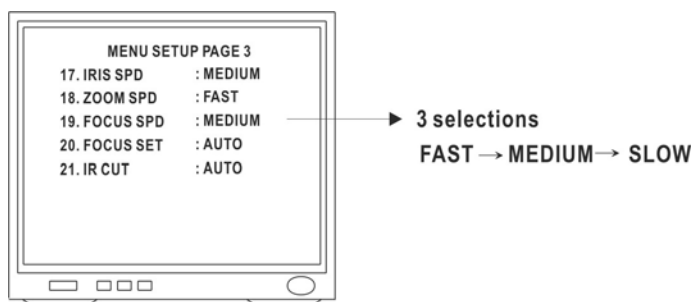 MENU SETUP PAGE 3
17. IRIS SPD : MEDIUM
18. ZOOM SPD : FAST
19. FOCUS SPD : MEDIUM
20. FOCUS SET : AUTO
21. IR CUT : AUTO
3 selections
FAST → MEDIUM → SLOW